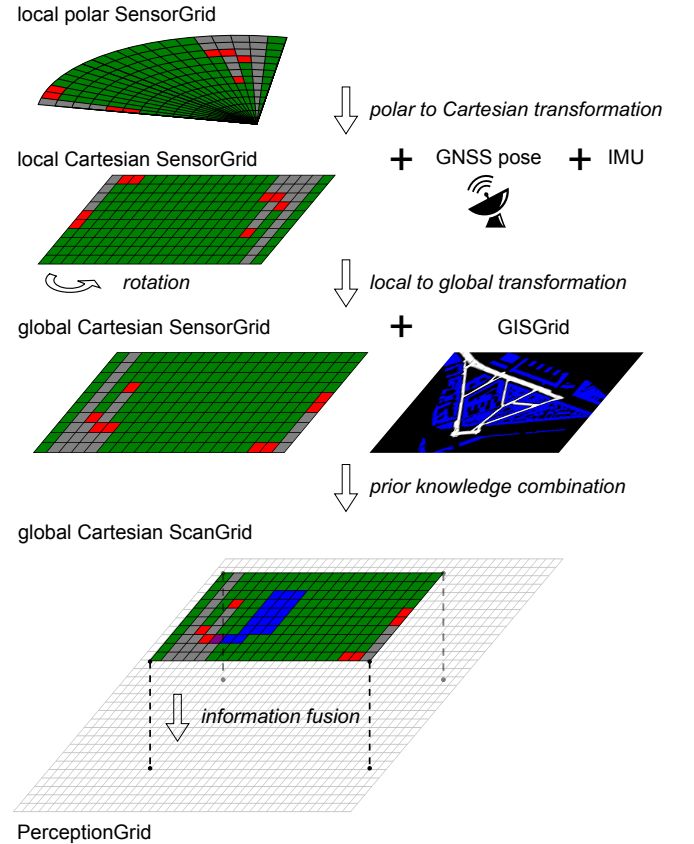 local polar SensorGrid
polar to Cartesian transformation
local Cartesian SensorGrid
+ GNSS pose + IMU
rotation
local to global transformation
global Cartesian SensorGrid
+ GISGrid
prior knowledge combination
global Cartesian ScanGrid
information fusion
PerceptionGrid